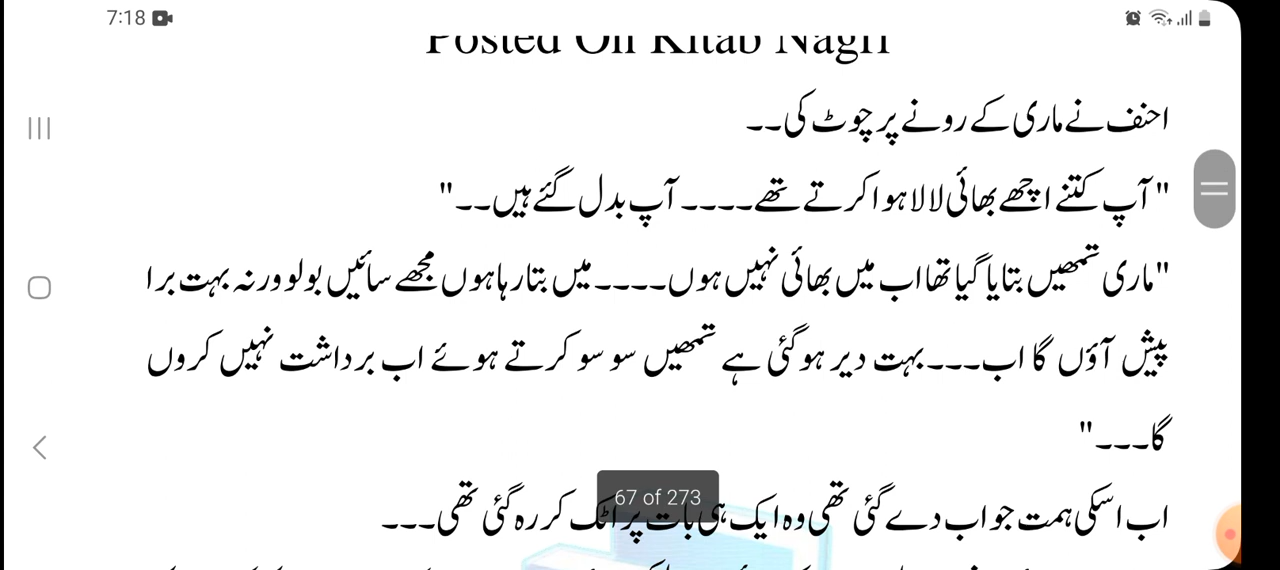 7:18
Posted On Kitab Nagri
احنف نے ماری کے رونے پر چوٹ کی۔۔
"آپ کتنے اچھے بھائی لالا ہوا کرتے تھے۔۔۔۔ آپ بدل گئے ہیں۔۔"
"ماری تمھیں بتایا گیا تھا اب میں بھائی نہیں ہوں۔۔۔۔ میں بتا رہا ہوں مجھے سائیں بولو ورنہ بہت برا
پیش آؤں گا اب۔۔۔ بہت دیر ہوگئی ہے تمھیں سو سو کرتے ہوئے اب برداشت نہیں کروں
گا۔۔۔"
67 of 273
اب اسکی ہمت جواب دے گئی تھی وہ ایک ہی بات پر اٹک کر رہ گئی تھی۔۔۔